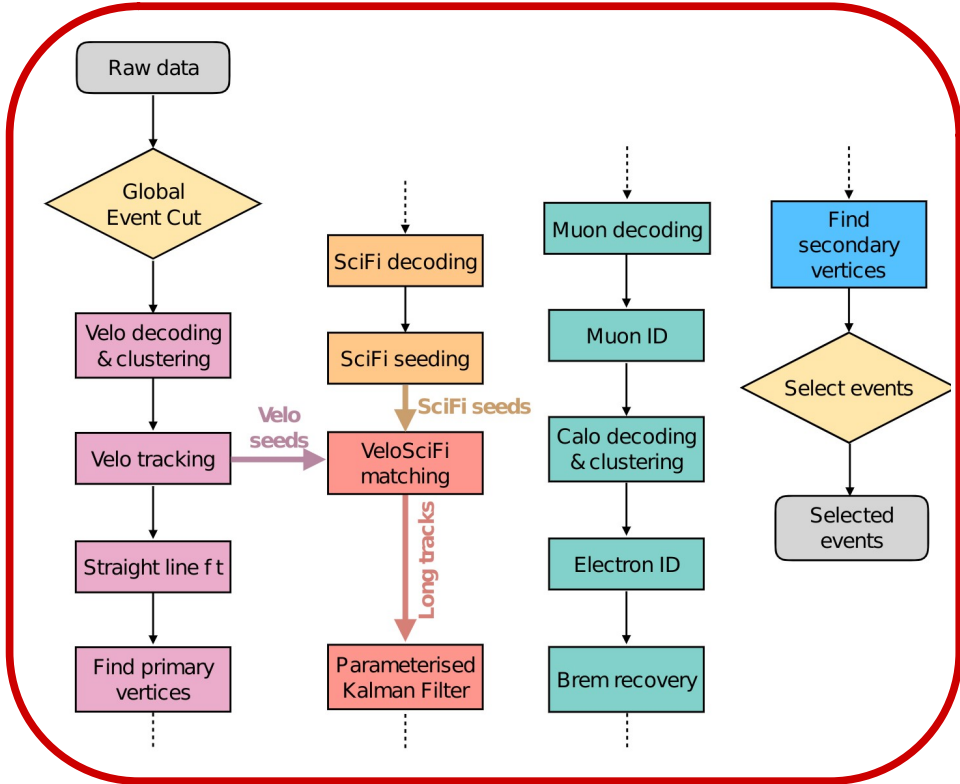 Raw data
Global
Event Cut
Velo decoding
& clustering
Velo tracking
Straight line f t
Find primary
vertices
Velo
seeds
SciFi decoding
SciFi seeding
SciFi seeds
VeloSciFi
matching
Long tracks
Parameterised
Kalman Filter
Muon decoding
Muon ID
Calo decoding
& clustering
Electron ID
Brem recovery
Find
secondary
vertices
Select events
Selected
events